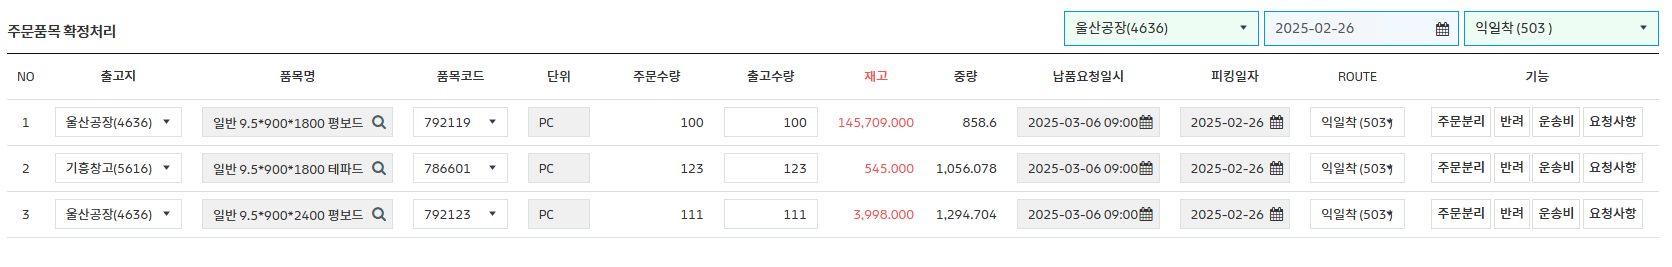 주문품목 확정처리 울산공장(4636) 2025-02-26 익일착 (503 )
NO 출고지 품목명 품목코드 단위 주문수량 출고수량 재고 중량 납품요청일시 피킹일자 ROUTE 기능
1 울산공장(4636) 일반 9.5*900*1800 평보드 792119 PC 100 100 145,709.000 858.6 2025-03-06 09:00 2025-02-26 익일착 (503 ) 주문분리 반려 운송비 요청사항
2 기흥창고(5616) 일반 9.5*900*1800 테파드 786601 PC 123 123 545.000 1,056.078 2025-03-06 09:00 2025-02-26 익일착 (503 ) 주문분리 반려 운송비 요청사항
3 울산공장(4636) 일반 9.5*900*2400 평보드 792123 PC 111 111 3,998.000 1,294.704 2025-03-06 09:00 2025-02-26 익일착 (503 ) 주문분리 반려 운송비 요청사항